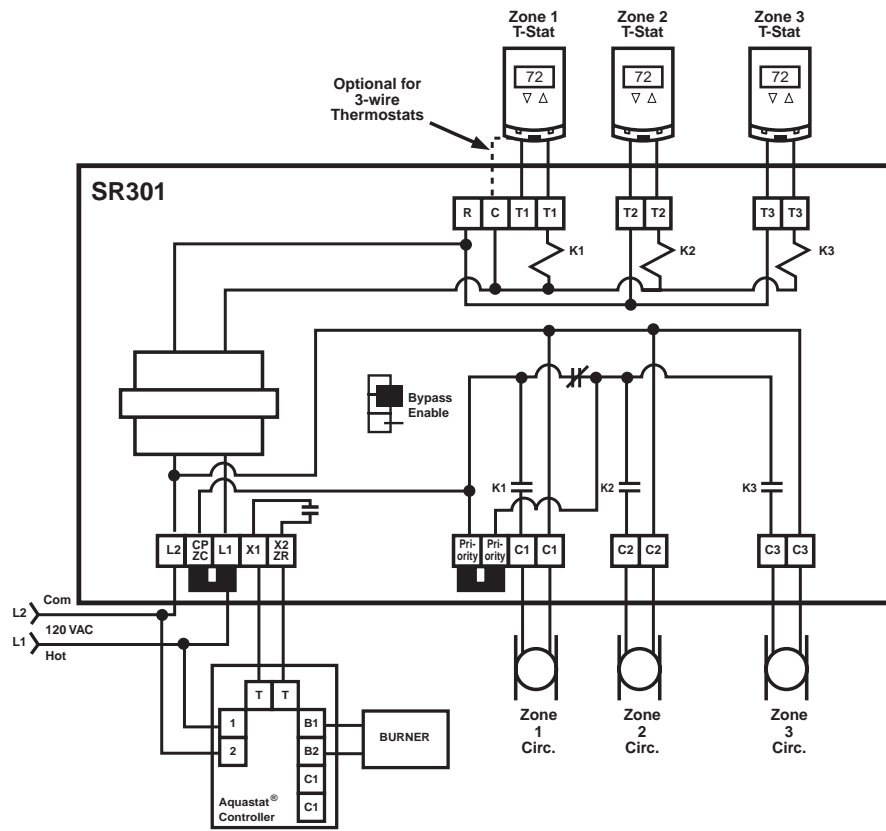 Zone 1 Zone 2 Zone 3
T-Stat T-Stat T-Stat
72 72 72
Optional for
3-wire
Thermostats
SR301
R C T1 T1 T2 T2 T3 T3
K1 K2 K3
Bypass
Enable
K1 K2 K3
L2 CP ZC L1 X1 X2 ZR Pri-ority Pri-ority C1 C1 C2 C2 C3 C3
Com
L2
120 VAC
L1
Hot
T T
1 B1
2 B2
C1
C1
BURNER
Aquastat®
Controller
Zone Zone Zone
1 2 3
Circ. Circ. Circ.